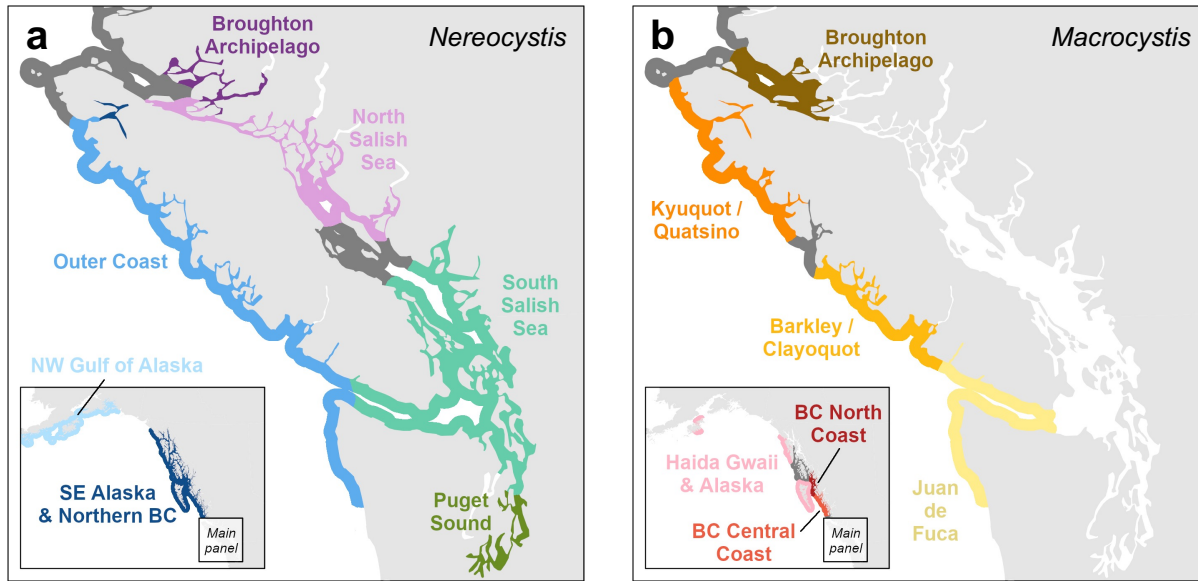 a
Broughton
Archipelago
Nereocystis
North
Salish
Sea
Outer Coast
South
Salish
Sea
NW Gulf of Alaska
SE Alaska
& Northern BC
Main
panel
Puget
Sound
b
Broughton
Archipelago
Macrocystis
Kyuquot /
Quatsino
Barkley /
Clayoquot
BC North
Coast
Haida Gwaii
& Alaska
BC Central
Coast
Main
panel
Juan
de
Fuca